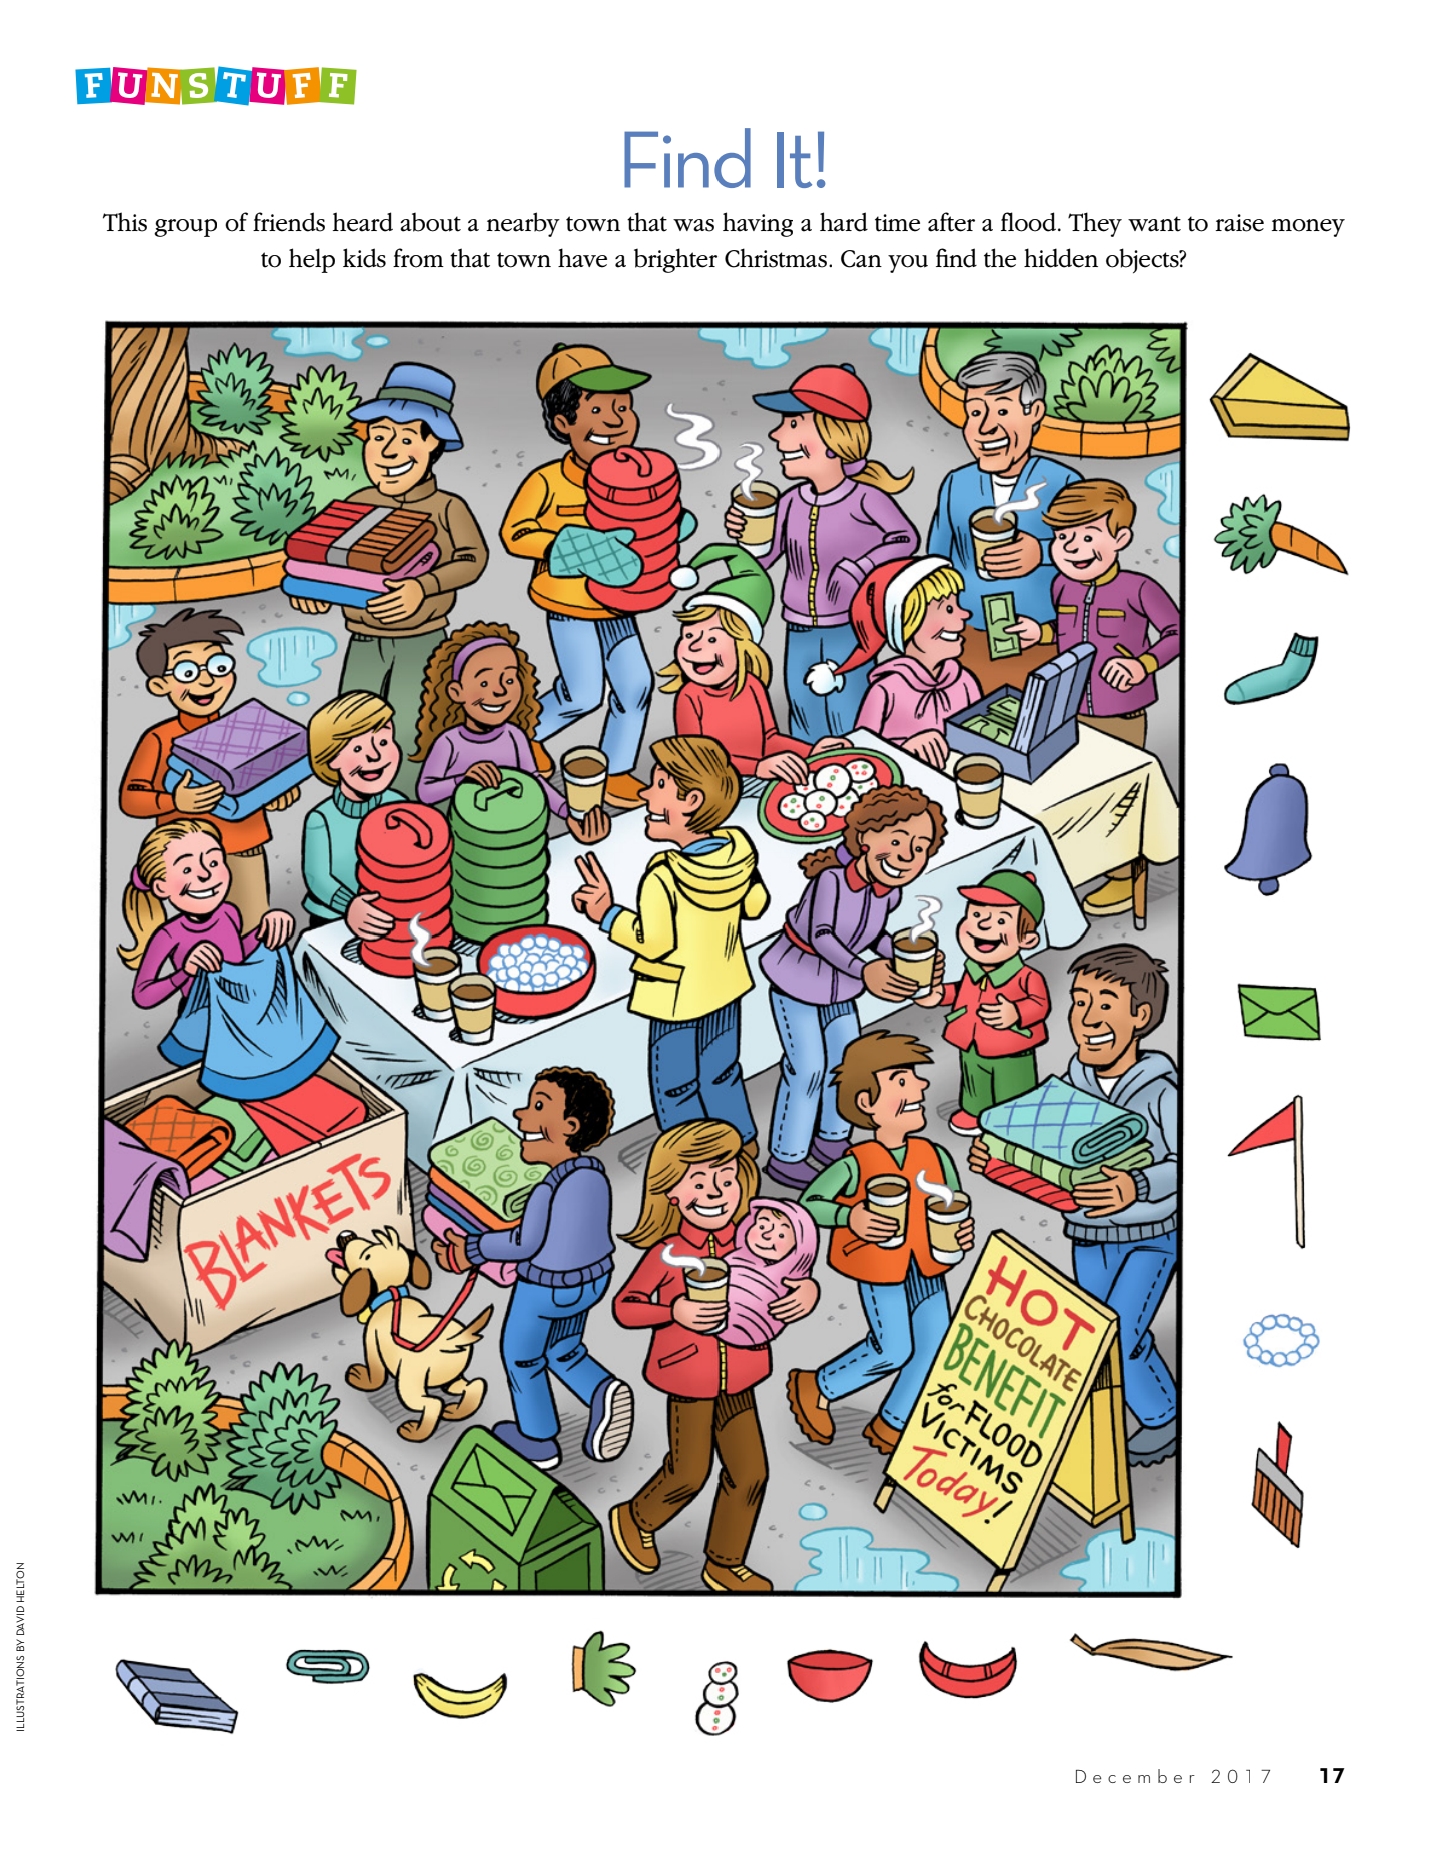 FUNSTUFF
Find It!
This group of friends heard about a nearby town that was having a hard time after a flood. They want to raise money
to help kids from that town have a brighter Christmas. Can you find the hidden objects?
BLANKETS
HOT
CHOCOLATE
BENEFIT
for FLOOD
VICTIMS
Today!
ILLUSTRATIONS BY DAVID HELTON
December 2017 17